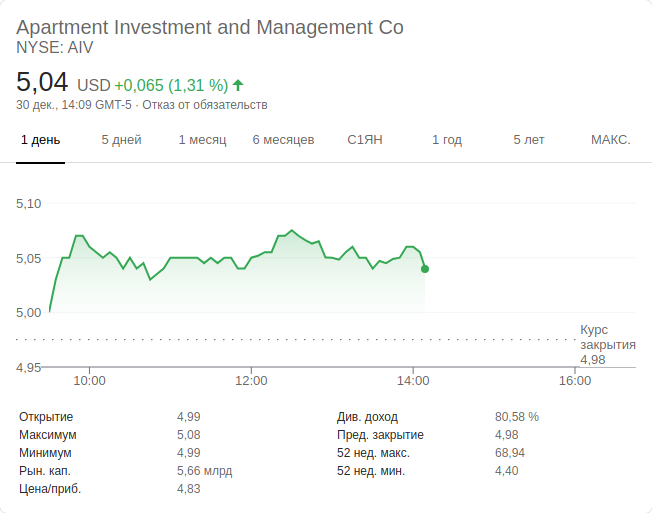 Apartment Investment and Management Co
NYSE: AIV
5,04 USD +0,065 (1,31 %)
30 дек., 14:09 GMT-5 · Отказ от обязательств
1 день 5 дней 1 месяц 6 месяцев С1ЯН 1 год 5 лет МАКС.
5,10
5,05
5,00
4,95
Курс
закрытия
4,98
10:00 12:00 14:00 16:00
Открытие 4,99 Див. доход 80,58 %
Максимум 5,08 Пред. закрытие 4,98
Минимум 4,99 52 нед. макс. 68,94
Рын. кап. 5,66 млрд 52 нед. мин. 4,40
Цена/приб. 4,83